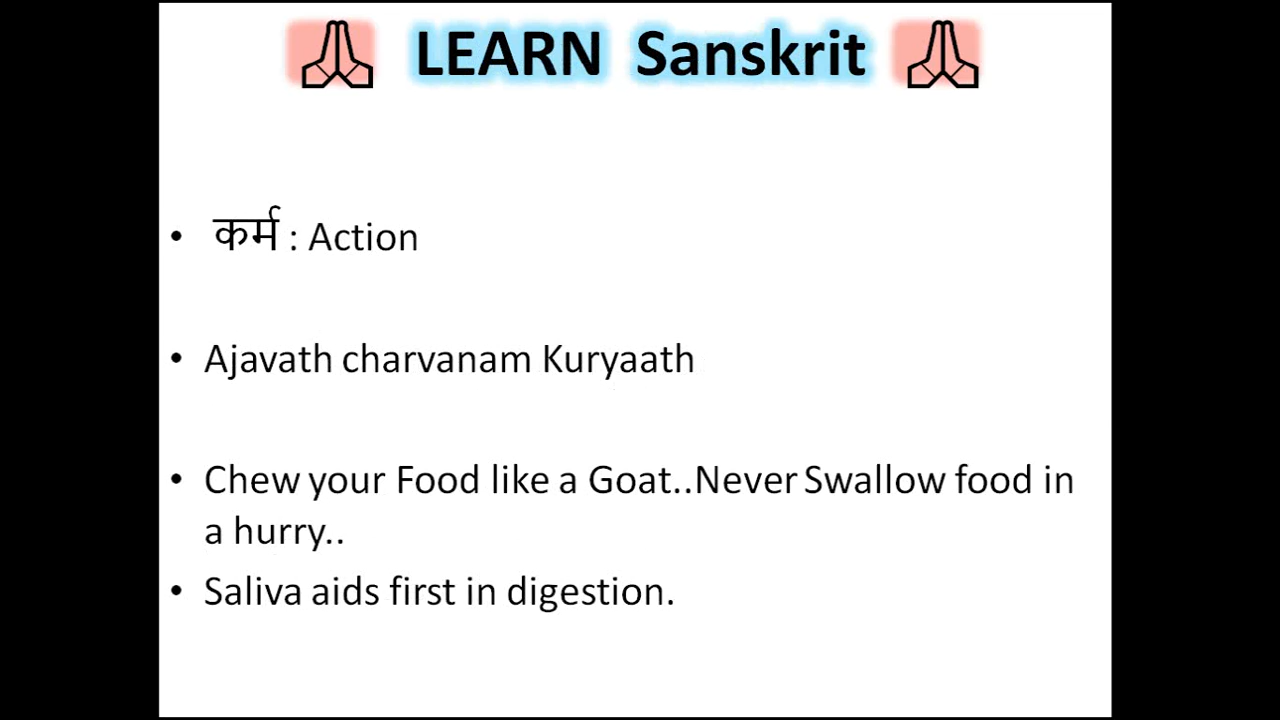 LEARN Sanskrit
• कर्म : Action
• Ajavath charvanam Kuryaath
• Chew your Food like a Goat..Never Swallow food in
a hurry..
• Saliva aids first in digestion.